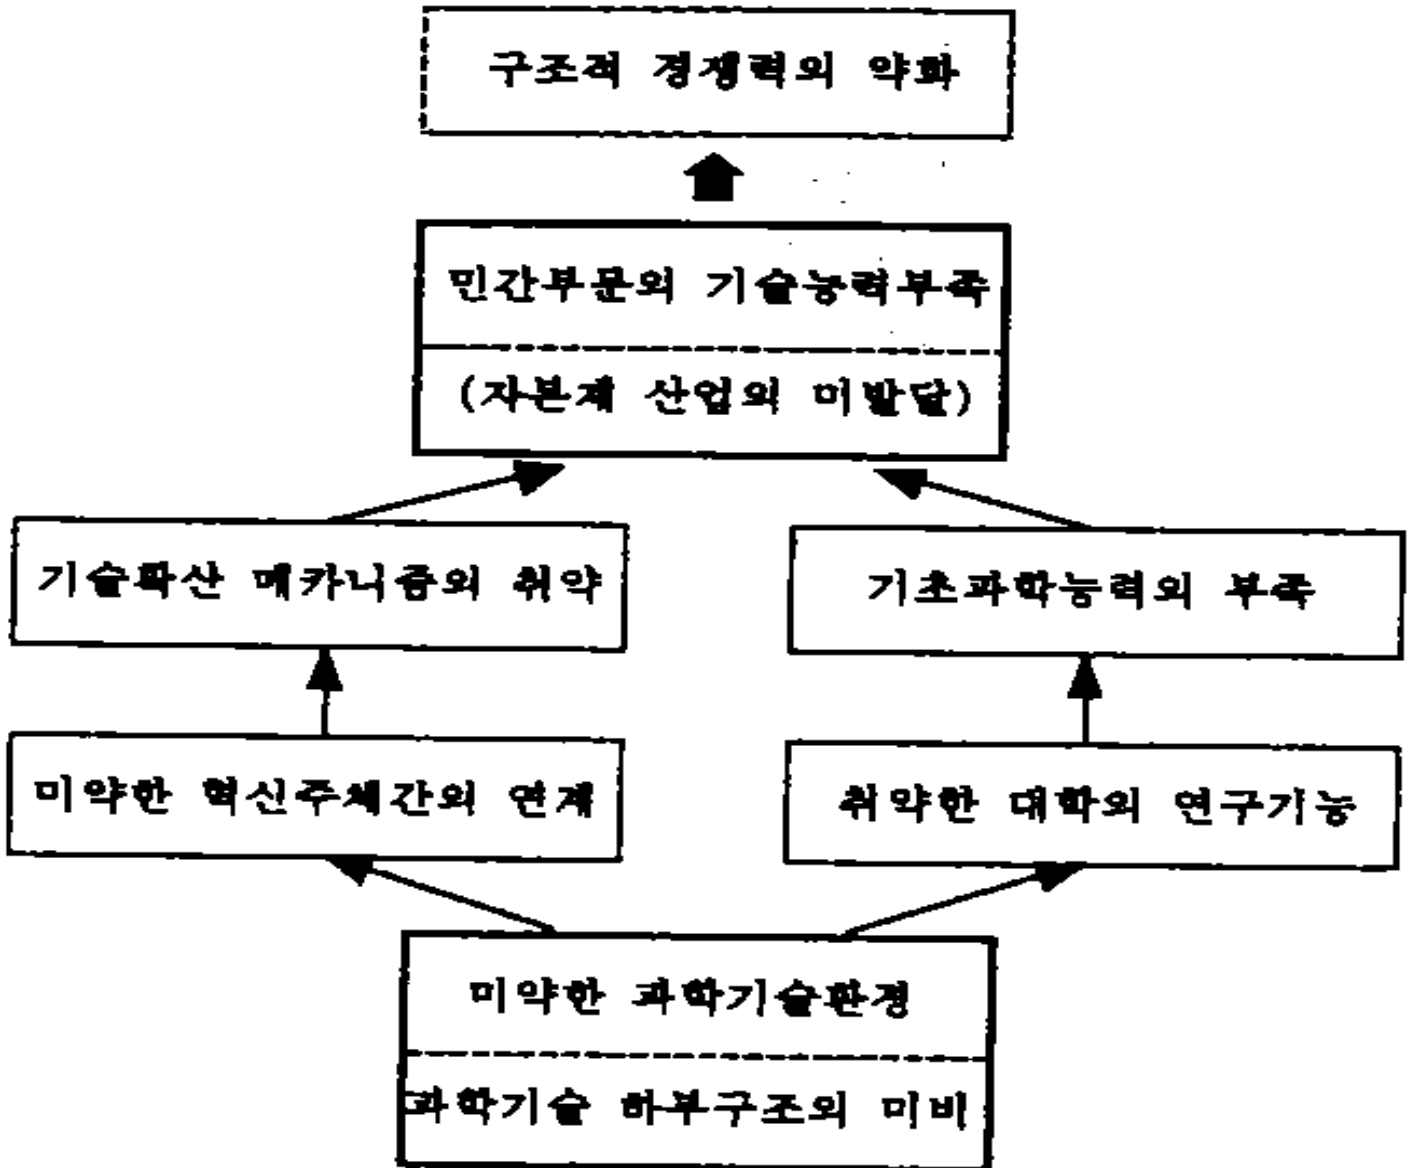 구조적 경쟁력의 약화
민간부문의 기술능력부족
(자본재 산업의 미발달)
기술확산 메카니즘의 취약
기초과학능력의 부족
미약한 혁신주체간의 연계
취약한 대학의 연구기능
미약한 과학기술환경
과학기술 하부구조의 미비